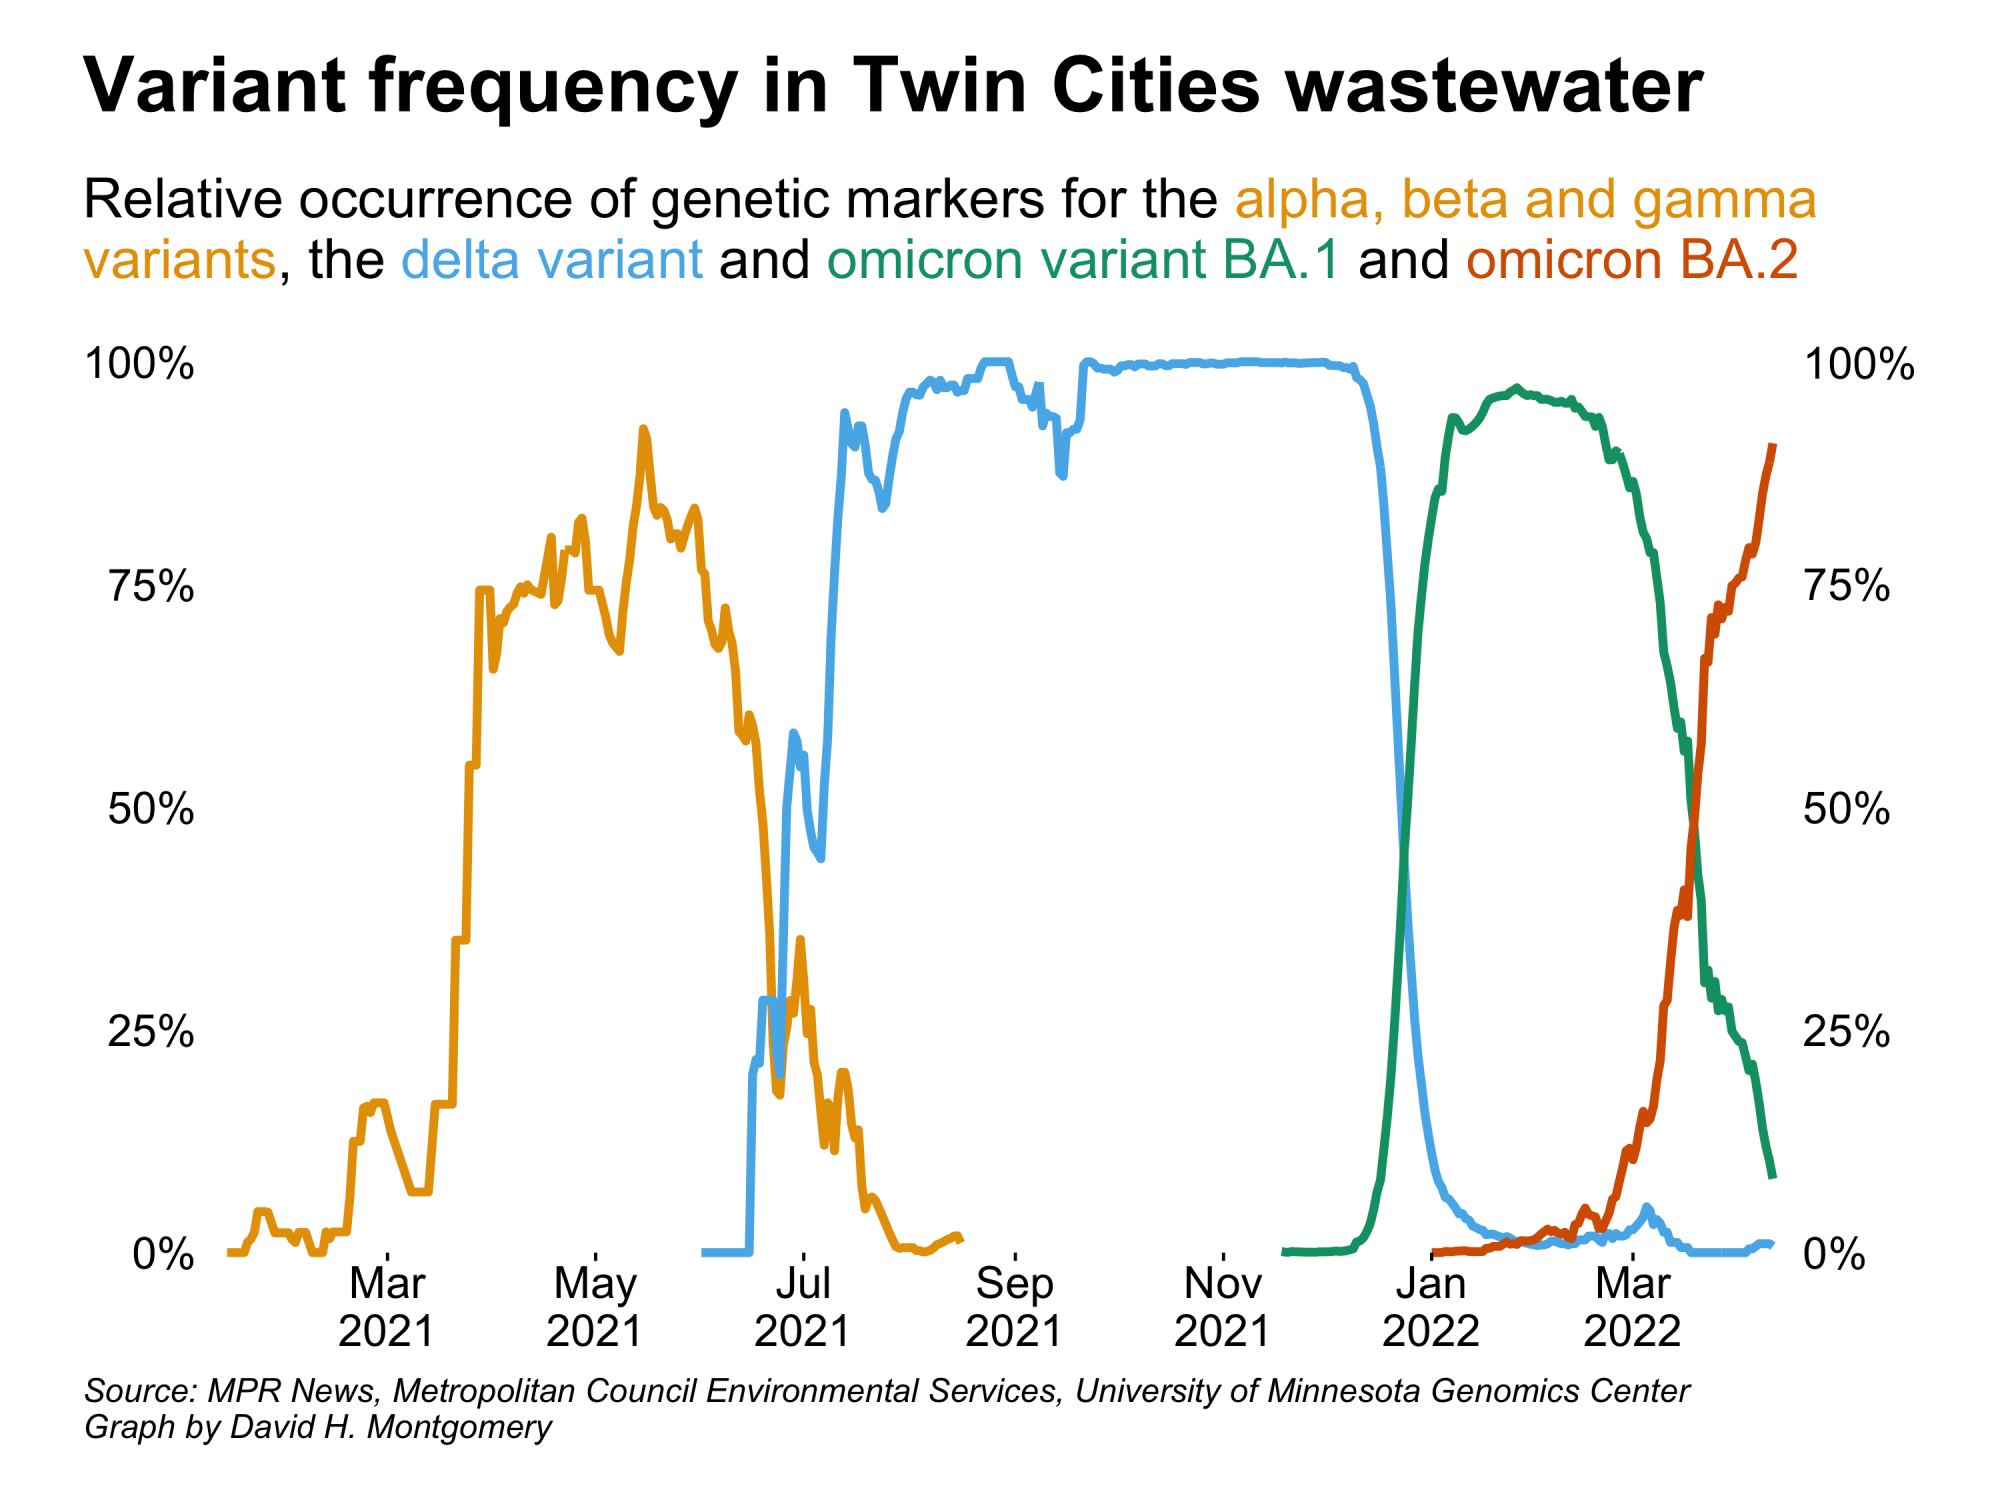 Variant frequency in Twin Cities wastewater
Relative occurrence of genetic markers for the alpha, beta and gamma
variants, the delta variant and omicron variant BA.1 and omicron BA.2
100% 100%
75% 75%
50% 50%
25% 25%
0% 0%
Mar May Jul Sep Nov Jan Mar
2021 2021 2021 2021 2021 2022 2022
Source: MPR News, Metropolitan Council Environmental Services, University of Minnesota Genomics Center
Graph by David H. Montgomery